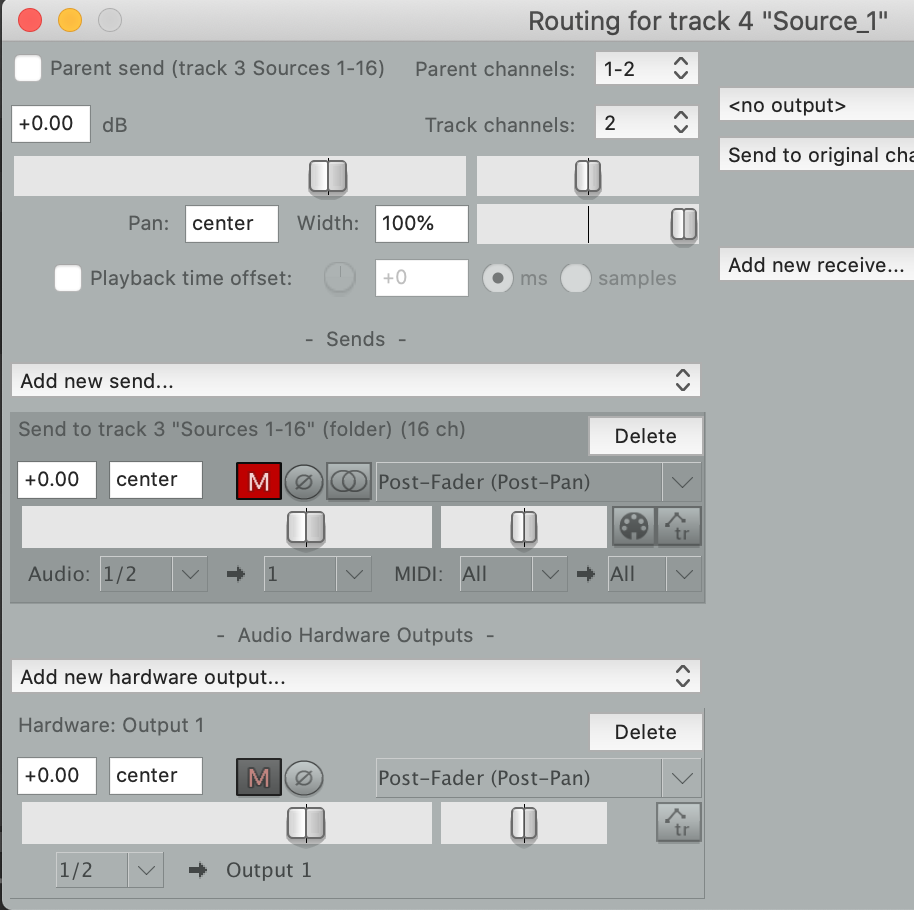 Routing for track 4 "Source_1"
Parent send (track 3 Sources 1-16) Parent channels: 1-2
<no output>
+0.00 dB Track channels: 2
Send to original cha
Pan: center Width: 100%
Add new receive...
Playback time offset: +0 ms samples
- Sends -
Add new send...
Send to track 3 "Sources 1-16" (folder) (16 ch) Delete
+0.00 center M Post-Fader (Post-Pan)
tr
Audio: 1/2 1 MIDI: All All
- Audio Hardware Outputs -
Add new hardware output...
Hardware: Output 1 Delete
+0.00 center M Post-Fader (Post-Pan)
tr
1/2 Output 1